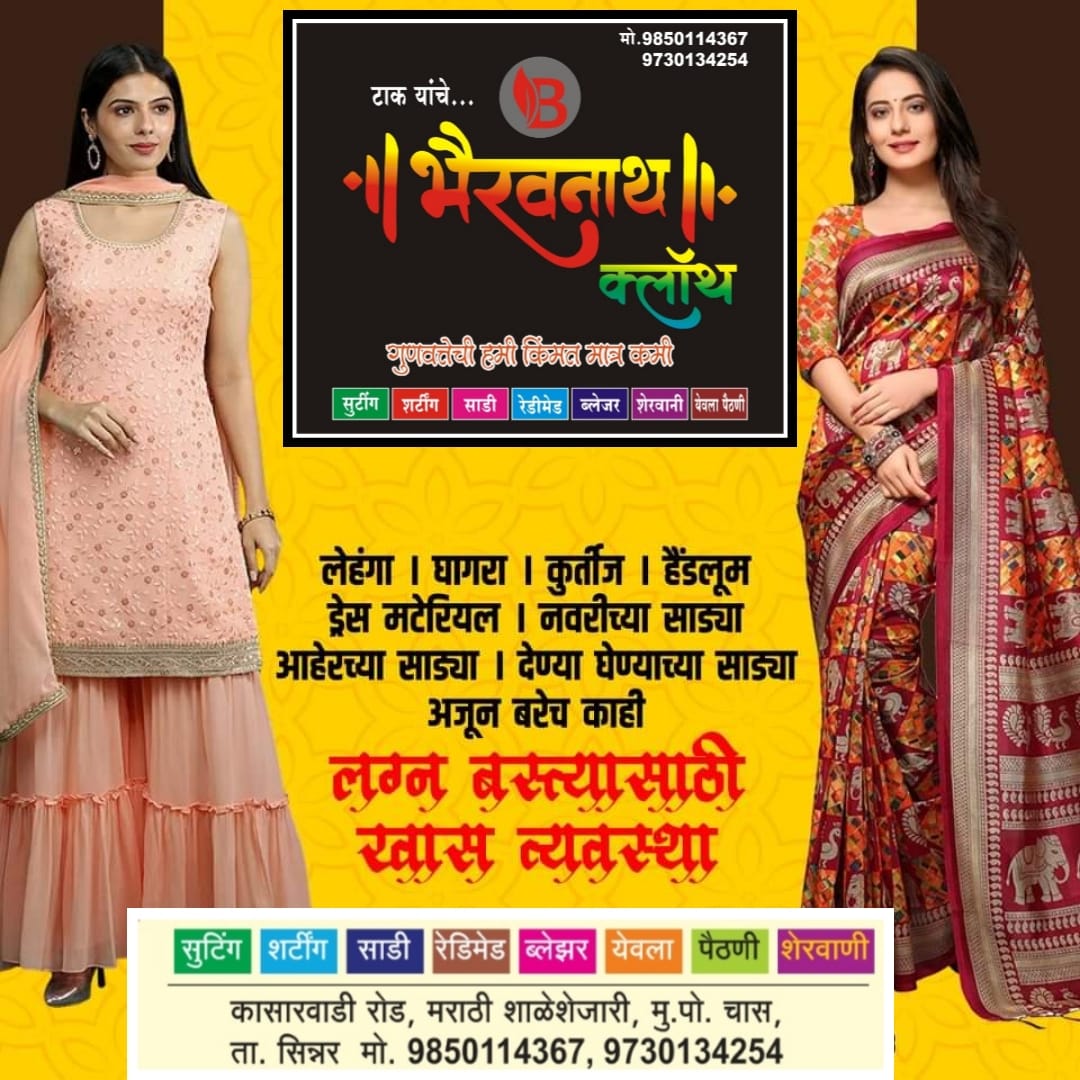 मो.9850114367
9730134254
टाक यांचे...
B
भैरवनाथ
क्लॉथ
गुणवत्तेची हमी किंमत मात्र कमी
सुटींग शर्टींग साडी रेडीमेड ब्लेजर शेरवानी येवला पैठणी
लेहंगा । घागरा । कुर्तीज । हैंडलूम
ड्रेस मटेरियल । नवरीच्या साड्या
आहेरच्या साड्या । देण्या घेण्याच्या साड्या
अजून बरेच काही
लग्न बस्त्यासाठी
खास व्यवस्था
सुटिंग शर्टींग साडी रेडिमेड ब्लेझर येवला पैठणी शेरवाणी
कासारवाडी रोड, मराठी शाळेशेजारी, मु.पो. चास,
ता. सिन्नर मो. 9850114367, 9730134254